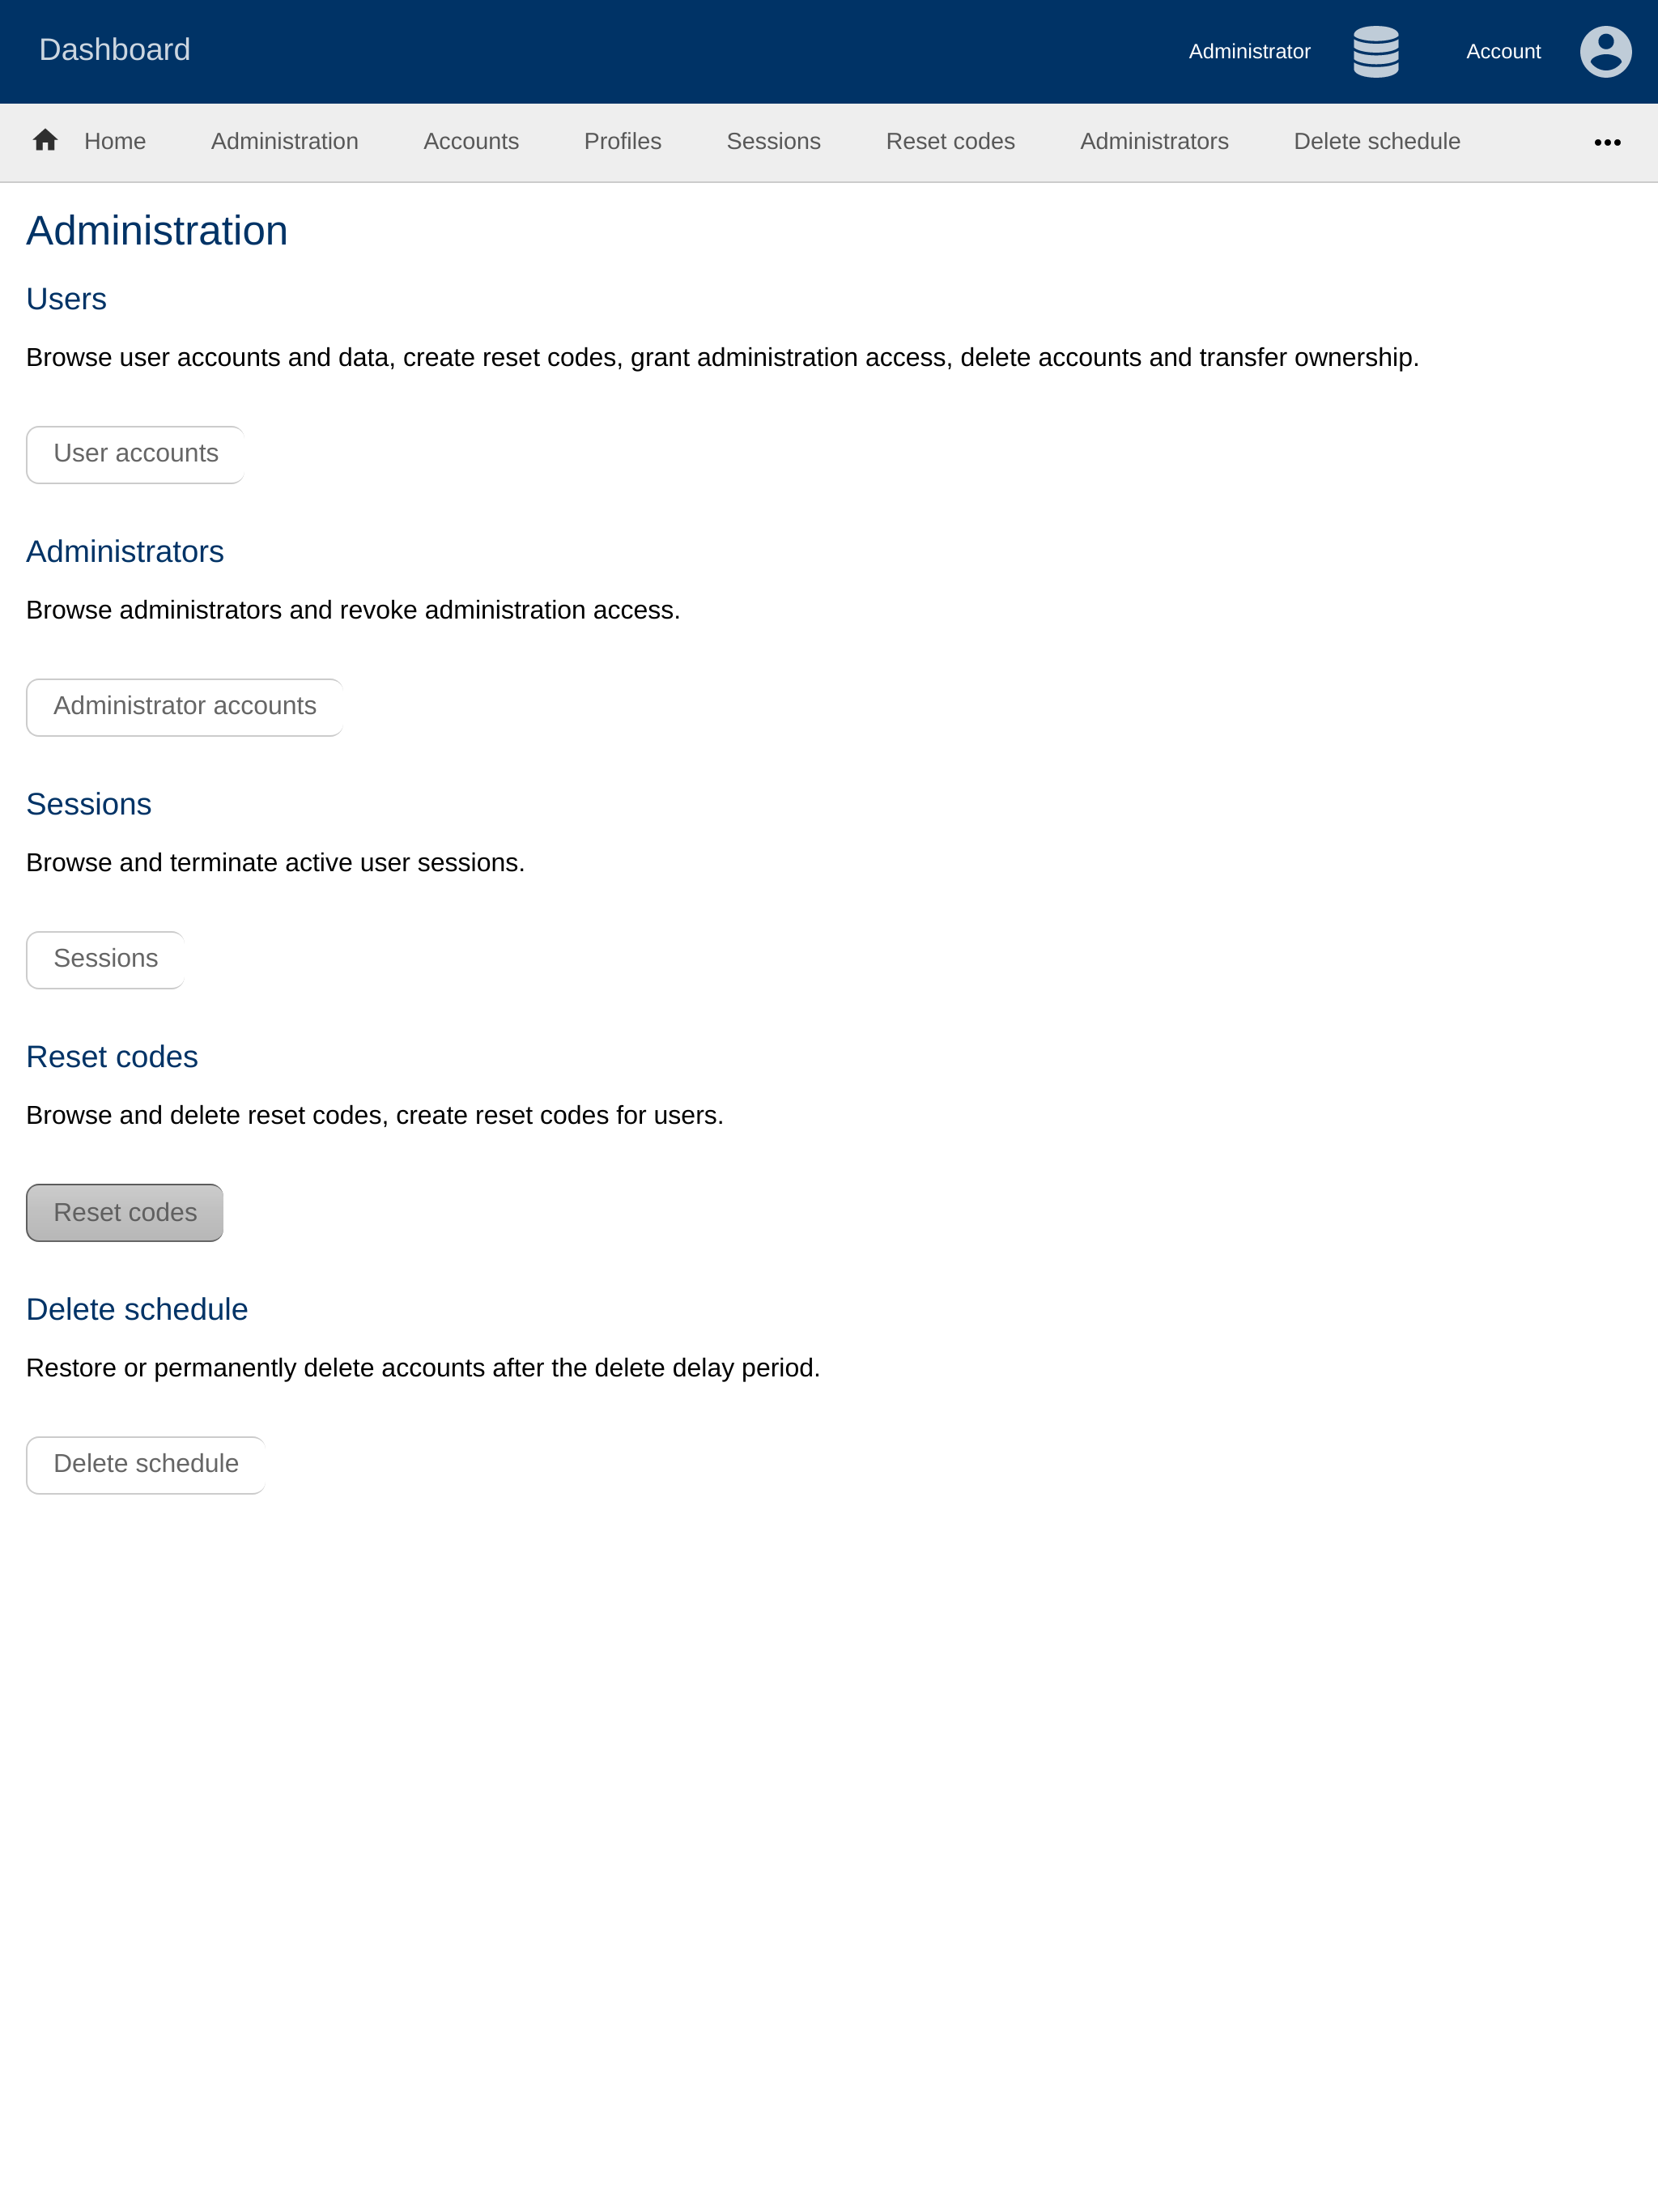 Dashboard
Administrator
Account
Home Administration Accounts Profiles Sessions Reset codes Administrators Delete schedule
Administration
Users
Browse user accounts and data, create reset codes, grant administration access, delete accounts and transfer ownership.
User accounts
Administrators
Browse administrators and revoke administration access.
Administrator accounts
Sessions
Browse and terminate active user sessions.
Sessions
Reset codes
Browse and delete reset codes, create reset codes for users.
Reset codes
Delete schedule
Restore or permanently delete accounts after the delete delay period.
Delete schedule